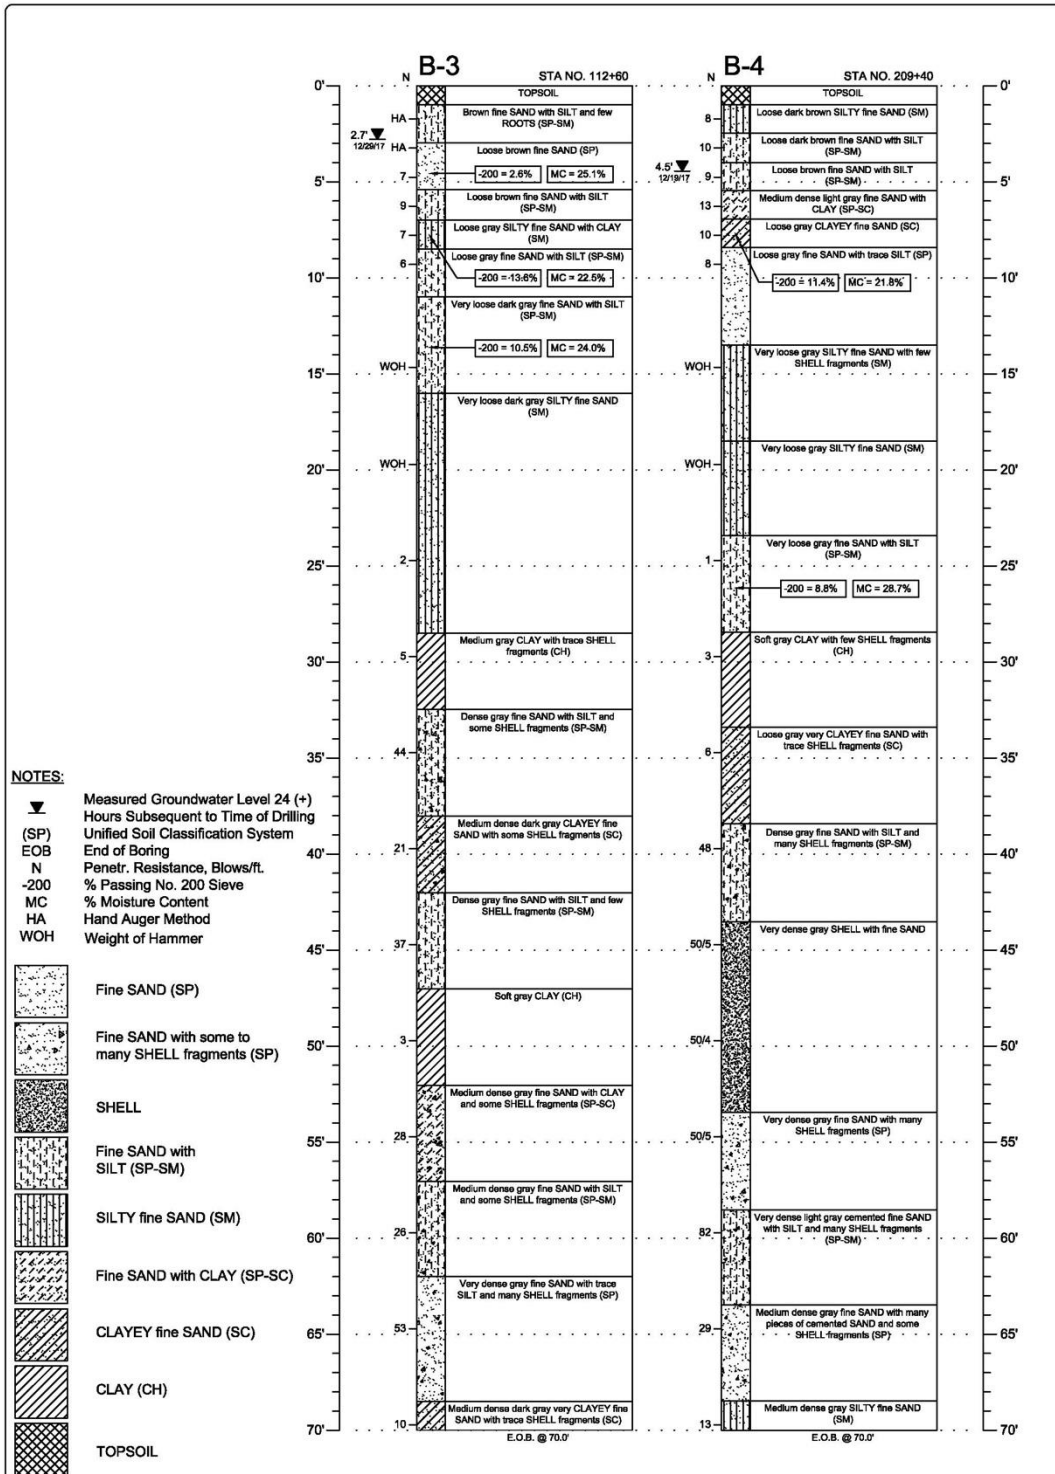 B-3
N
STA NO. 112+60
TOPSOIL
Brown fine SAND with SILT and few
ROOTS (SP-SM)
HA
2.7'
12/29/17
HA
Loose brown fine SAND (SP)
-200 = 2.6%
MC = 25.1%
7
Loose brown fine SAND with SILT
(SP-SM)
9
Loose gray SILTY fine SAND with CLAY
(SM)
7
Loose gray fine SAND with SILT (SP-SM)
6
-200 = 13.6%
MC = 22.5%
Very loose dark gray fine SAND with SILT
(SP-SM)
-200 = 10.5%
MC = 24.0%
WOH
Very loose dark gray SILTY fine SAND
(SM)
WOH
2
Medium gray CLAY with trace SHELL
fragments (CH)
5
Dense gray fine SAND with SILT and
some SHELL fragments (SP-SM)
44
Medium dense dark gray CLAYEY fine
SAND with some SHELL fragments (SC)
21
Dense gray fine SAND with SILT and few
SHELL fragments (SP-SM)
37
Soft gray CLAY (CH)
3
Medium dense gray fine SAND with CLAY
and some SHELL fragments (SP-SC)
28
Medium dense gray fine SAND with SILT
and some SHELL fragments (SP-SM)
26
Very dense gray fine SAND with trace
SILT and many SHELL fragments (SP)
53
Medium dense dark gray very CLAYEY fine
SAND with trace SHELL fragments (SC)
10
E.O.B. @ 70.0'
0'
5'
10'
15'
20'
25'
30'
35'
40'
45'
50'
55'
60'
65'
70'
B-4
N
STA NO. 209+40
TOPSOIL
Loose dark brown SILTY fine SAND (SM)
8
Loose dark brown fine SAND with SILT
(SP-SM)
10
4.5'
12/19/17
Loose brown fine SAND with SILT
(SP-SM)
9
Medium dense light gray fine SAND with
CLAY (SP-SC)
13
Loose gray CLAYEY fine SAND (SC)
10
Loose gray fine SAND with trace SILT (SP)
8
-200 = 11.4%
MC = 21.8%
Very loose gray SILTY fine SAND with few
SHELL fragments (SM)
WOH
Very loose gray SILTY fine SAND (SM)
WOH
Very loose gray fine SAND with SILT
(SP-SM)
1
-200 = 8.8%
MC = 28.7%
Soft gray CLAY with few SHELL fragments
(CH)
3
Loose gray very CLAYEY fine SAND with
trace SHELL fragments (SC)
6
Dense gray fine SAND with SILT and
many SHELL fragments (SP-SM)
48
Very dense gray SHELL with fine SAND
50/5
50/4
Very dense gray fine SAND with many
SHELL fragments (SP)
50/5
Very dense light gray cemented fine SAND
with SILT and many SHELL fragments
(SP-SM)
82
Medium dense gray fine SAND with many
pieces of cemented SAND and some
SHELL fragments (SP)
29
Medium dense gray SILTY fine SAND
(SM)
13
E.O.B. @ 70.0'
0'
5'
10'
15'
20'
25'
30'
35'
40'
45'
50'
55'
60'
65'
70'
NOTES:
Measured Groundwater Level 24 (+)
Hours Subsequent to Time of Drilling
(SP) Unified Soil Classification System
EOB End of Boring
N Penetr. Resistance, Blows/ft.
-200 % Passing No. 200 Sieve
MC % Moisture Content
HA Hand Auger Method
WOH Weight of Hammer
Fine SAND (SP)
Fine SAND with some to
many SHELL fragments (SP)
SHELL
Fine SAND with
SILT (SP-SM)
SILTY fine SAND (SM)
Fine SAND with CLAY (SP-SC)
CLAYEY fine SAND (SC)
CLAY (CH)
TOPSOIL